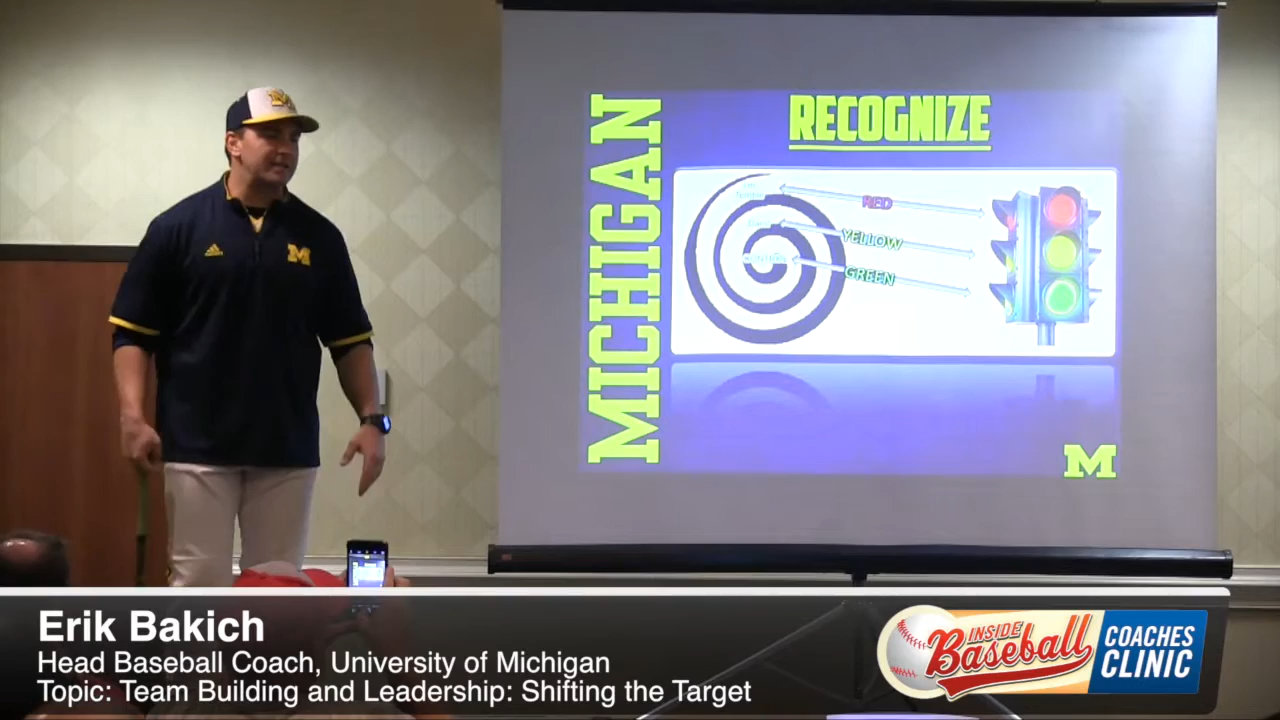 MICHIGAN
RECOGNIZE
RED
YELLOW
GREEN
M
M
Erik Bakich
Head Baseball Coach, University of Michigan
Topic: Team Building and Leadership: Shifting the Target
INSIDE
Baseball
COACHES
CLINIC